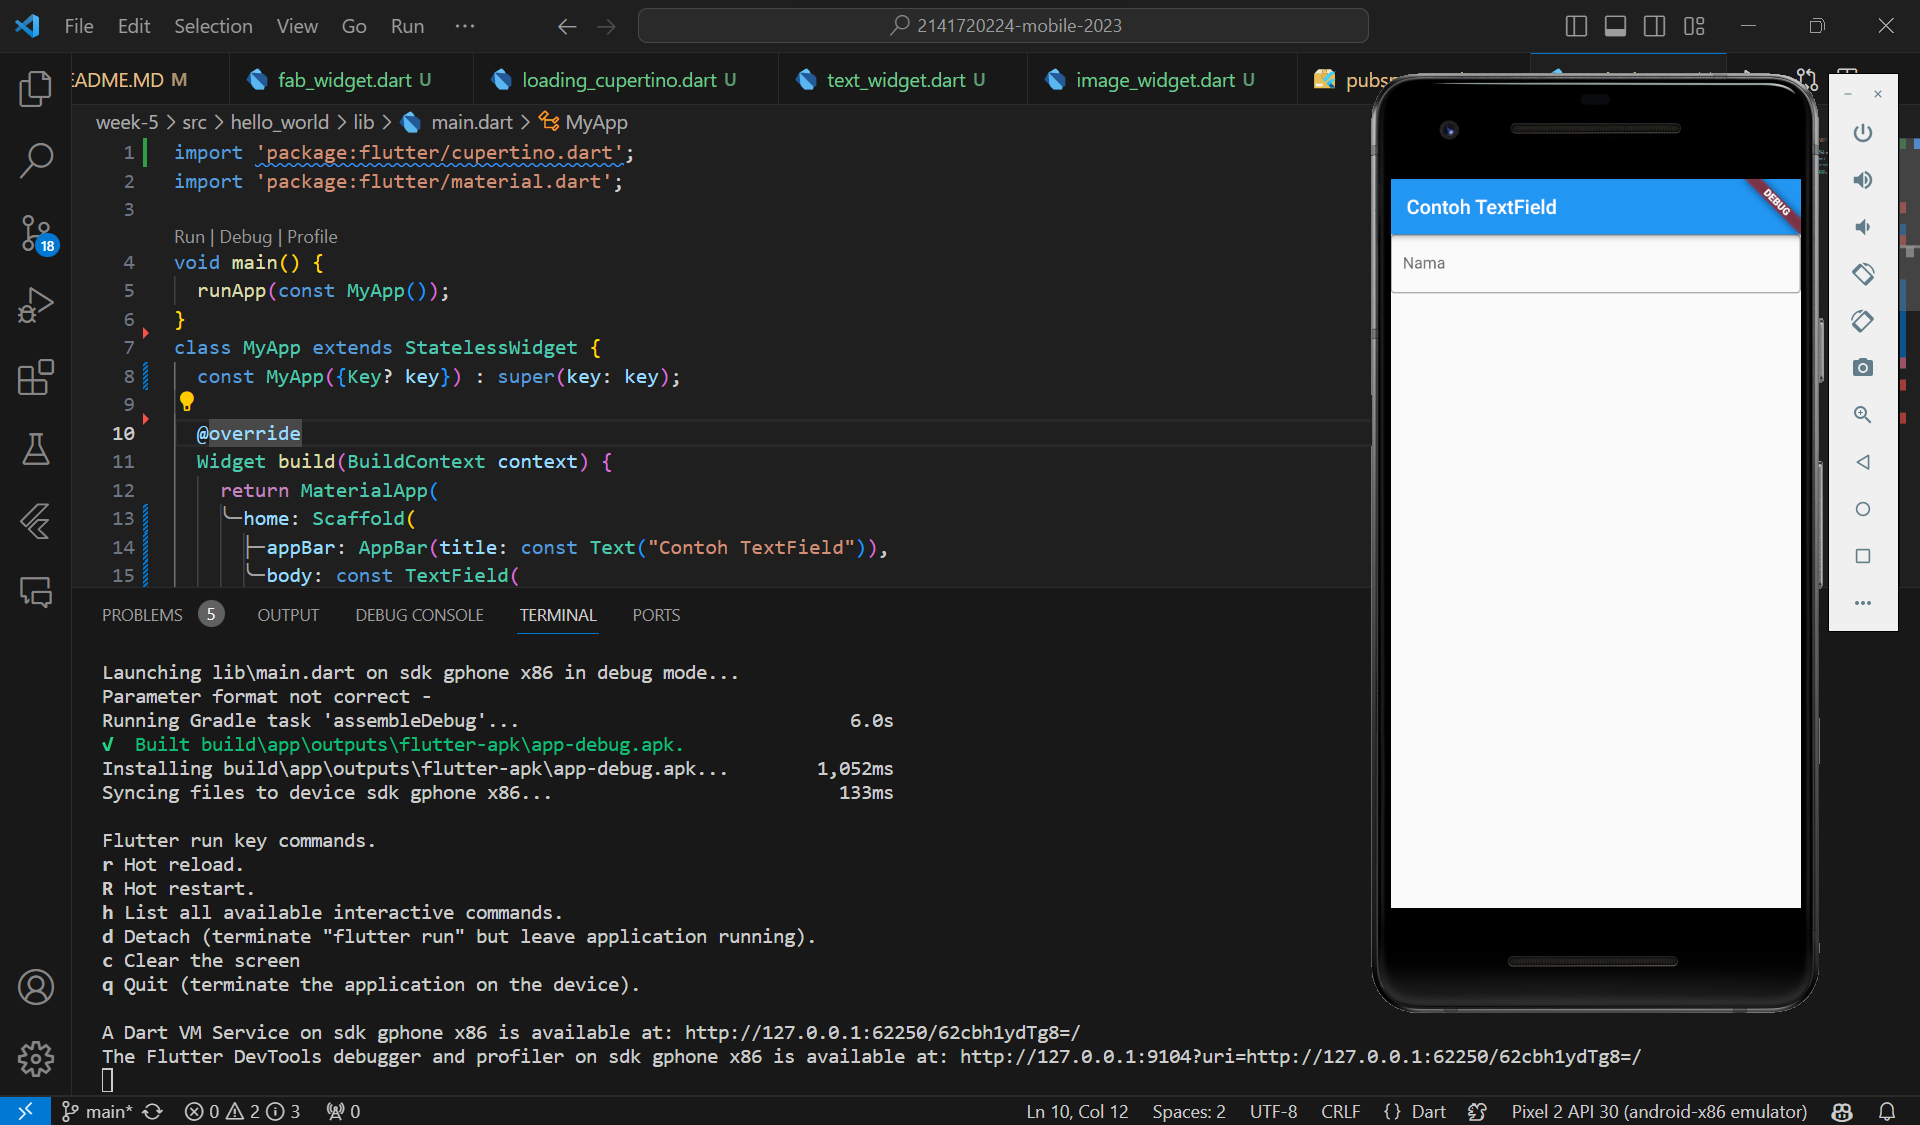 File Edit Selection View Go Run ···
2141720224-mobile-2023
EADME.MD M
fab_widget.dart U
loading_cupertino.dart U
text_widget.dart U
image_widget.dart U
week-5 > src > hello_world > lib > main.dart > MyApp
1 import 'package:flutter/cupertino.dart';
2 import 'package:flutter/material.dart';
3
Run | Debug | Profile
4 void main() {
5 runApp(const MyApp());
6 }
7 class MyApp extends StatelessWidget {
8 const MyApp({Key? key}) : super(key: key);
9
10 @override
11 Widget build(BuildContext context) {
12 return MaterialApp(
13 home: Scaffold(
14 appBar: AppBar(title: const Text("Contoh TextField")),
15 body: const TextField(
18
PROBLEMS 5 OUTPUT DEBUG CONSOLE TERMINAL PORTS
Launching lib\main.dart on sdk gphone x86 in debug mode...
Parameter format not correct -
Running Gradle task 'assembleDebug'... 6.0s
√ Built build\app\outputs\flutter-apk\app-debug.apk.
Installing build\app\outputs\flutter-apk\app-debug.apk... 1,052ms
Syncing files to device sdk gphone x86... 133ms
Flutter run key commands.
r Hot reload.
R Hot restart.
h List all available interactive commands.
d Detach (terminate "flutter run" but leave application running).
c Clear the screen
q Quit (terminate the application on the device).
A Dart VM Service on sdk gphone x86 is available at: http://127.0.0.1:62250/62cbh1ydTg8=/
The Flutter DevTools debugger and profiler on sdk gphone x86 is available at: http://127.0.0.1:9104?uri=http://127.0.0.1:62250/62cbh1ydTg8=/
Contoh TextField
DEBUG
Nama
main* 0 2 3 0
Ln 10, Col 12 Spaces: 2 UTF-8 CRLF {} Dart Pixel 2 API 30 (android-x86 emulator)